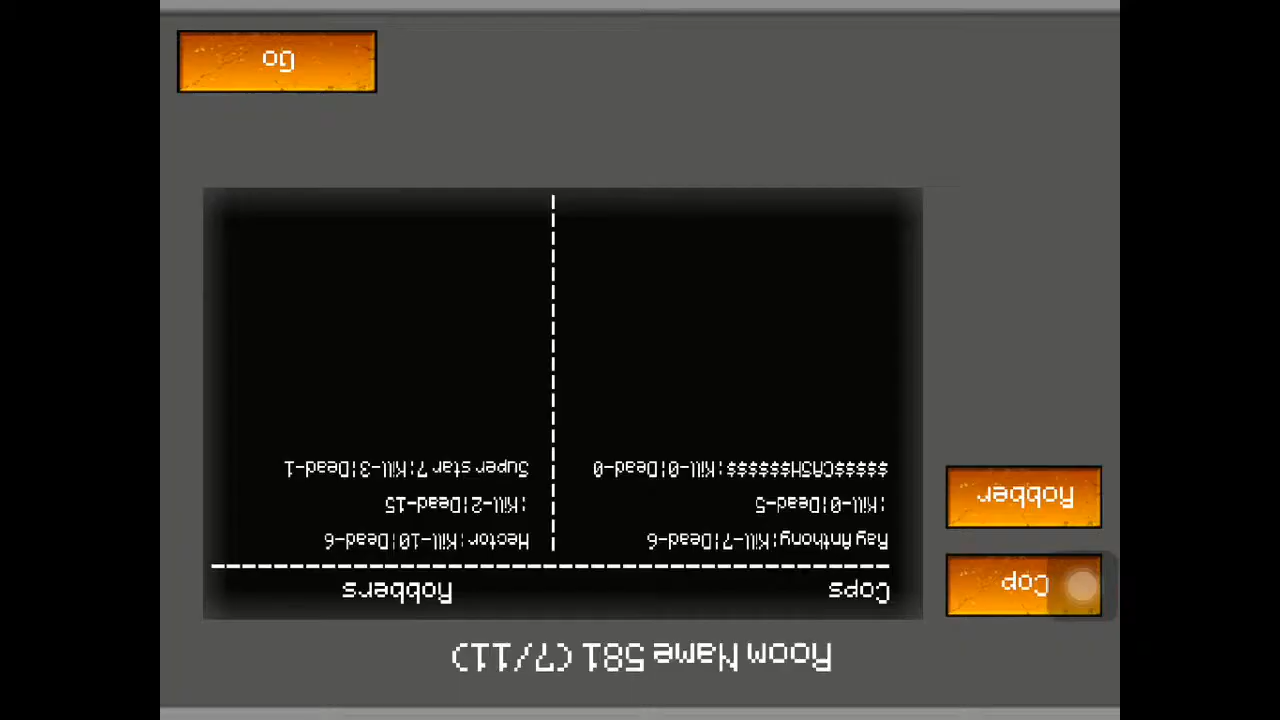 Room Name 581 (7/11)
Cop
Robber
Cops
Robbers
Ray Anthony:Kill-7|Dead-6
:Kill-0|Dead-5
$$$$$CASH$$$$$$:Kill-0|Dead-0
Hector:Kill-10|Dead-6
:Kill-2|Dead-15
Super star 7:Kill-3|Dead-1
Go